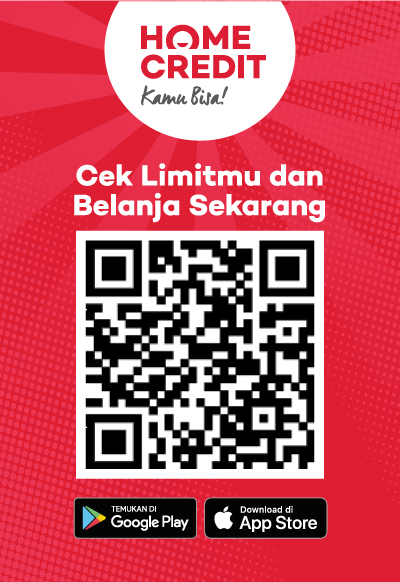 HOME
CREDIT
Kamu Bisa!
Cek Limitmu dan
Belanja Sekarang
TEMUKAN DI
Google Play
Download di
App Store